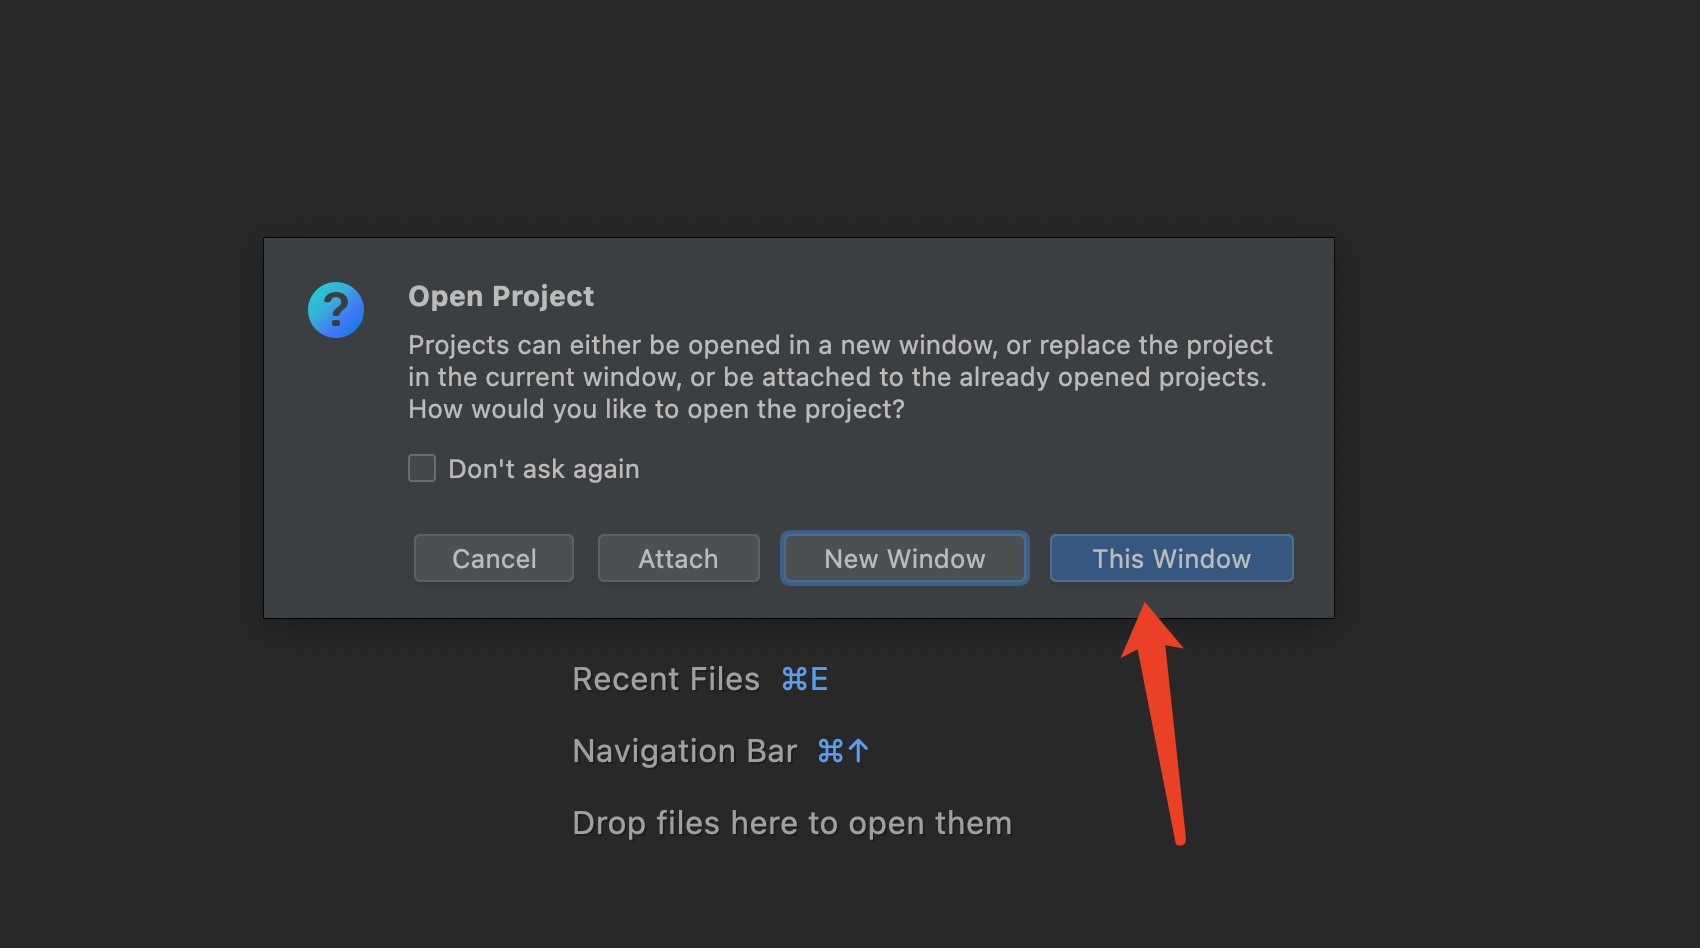 Open Project
Projects can either be opened in a new window, or replace the project
in the current window, or be attached to the already opened projects.
How would you like to open the project?
Don't ask again
Cancel Attach New Window This Window
Recent Files ⌘E
Navigation Bar ⌘↑
Drop files here to open them